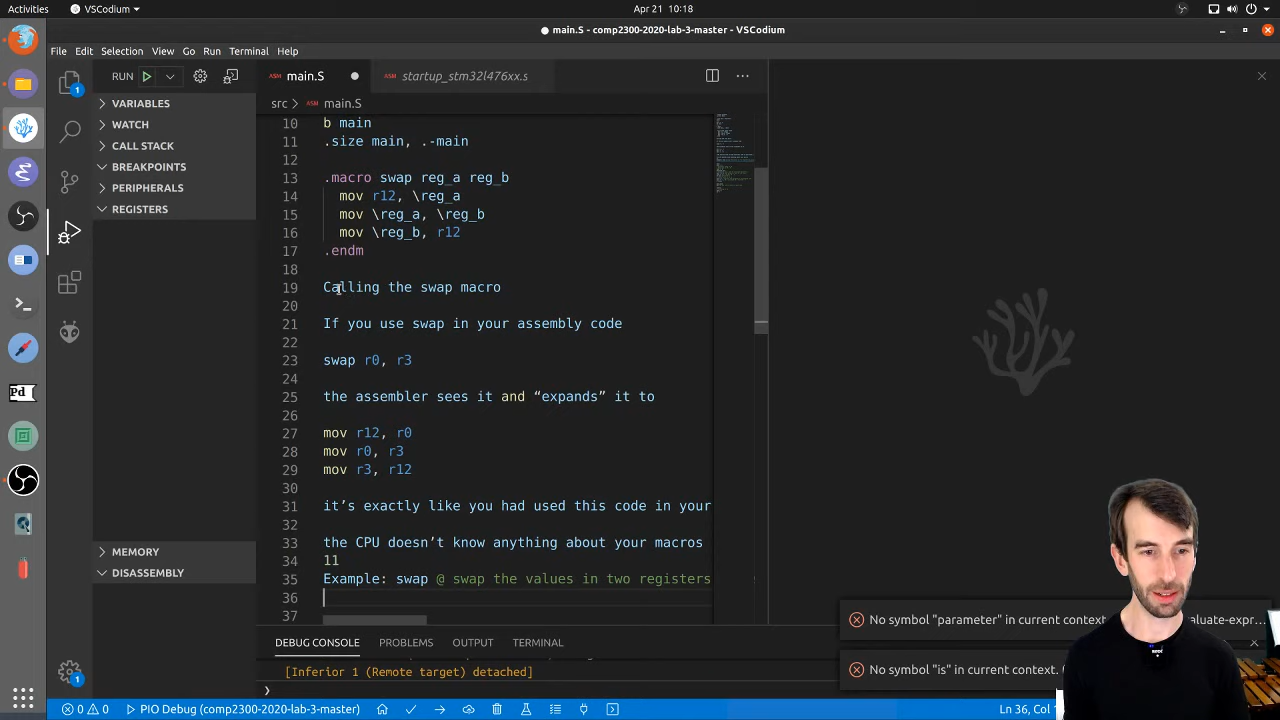 Activities
VSCodium
Apr 21 10:18
main.S - comp2300-2020-lab-3-master - VSCodium
File Edit Selection View Go Run Terminal Help
RUN
main.S
ASM startup_stm32l476xx.s
src > ASM main.S
VARIABLES
WATCH
CALL STACK
BREAKPOINTS
PERIPHERALS
REGISTERS
MEMORY
DISASSEMBLY
10 b main
11 .size main, .-main
12
13 .macro swap reg_a reg_b
14 mov r12, \reg_a
15 mov \reg_a, \reg_b
16 mov \reg_b, r12
17 .endm
18
19 Calling the swap macro
20
21 If you use swap in your assembly code
22
23 swap r0, r3
24
25 the assembler sees it and “expands” it to
26
27 mov r12, r0
28 mov r0, r3
29 mov r3, r12
30
31 it’s exactly like you had used this code in your
32
33 the CPU doesn’t know anything about your macros
34 11
35 Example: swap @ swap the values in two registers
36
37
DEBUG CONSOLE PROBLEMS OUTPUT TERMINAL
[Inferior 1 (Remote target) detached]
No symbol "parameter" in current context
No symbol "is" in current context.
Pd
0 0 PIO Debug (comp2300-2020-lab-3-master)
Ln 36, Col